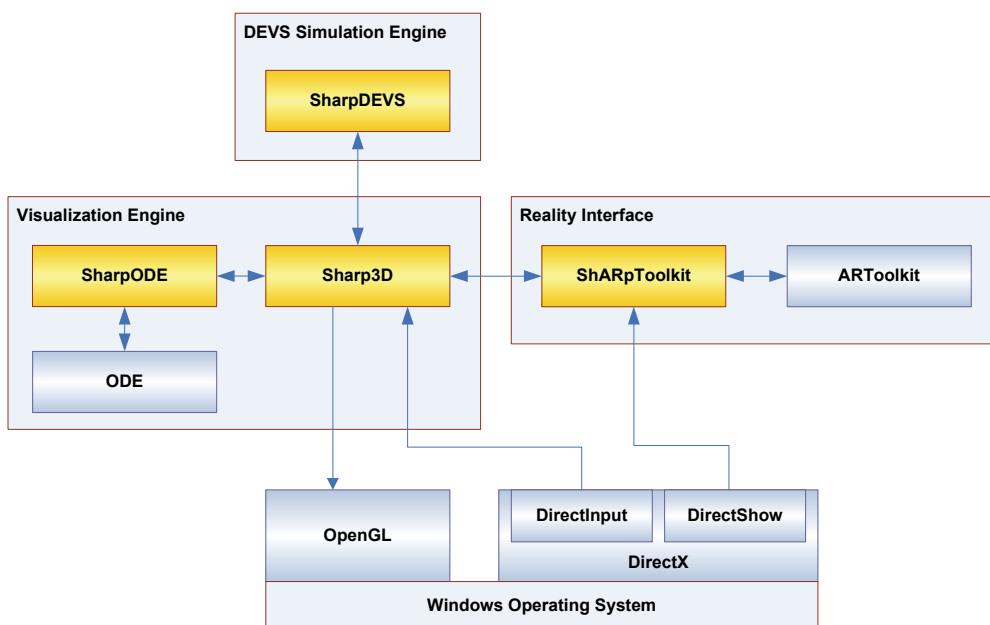 DEVS Simulation Engine
SharpDEVS
Visualization Engine
Reality Interface
SharpODE
Sharp3D
ShARpToolkit
ARToolkit
ODE
OpenGL
DirectInput
DirectShow
DirectX
Windows Operating System